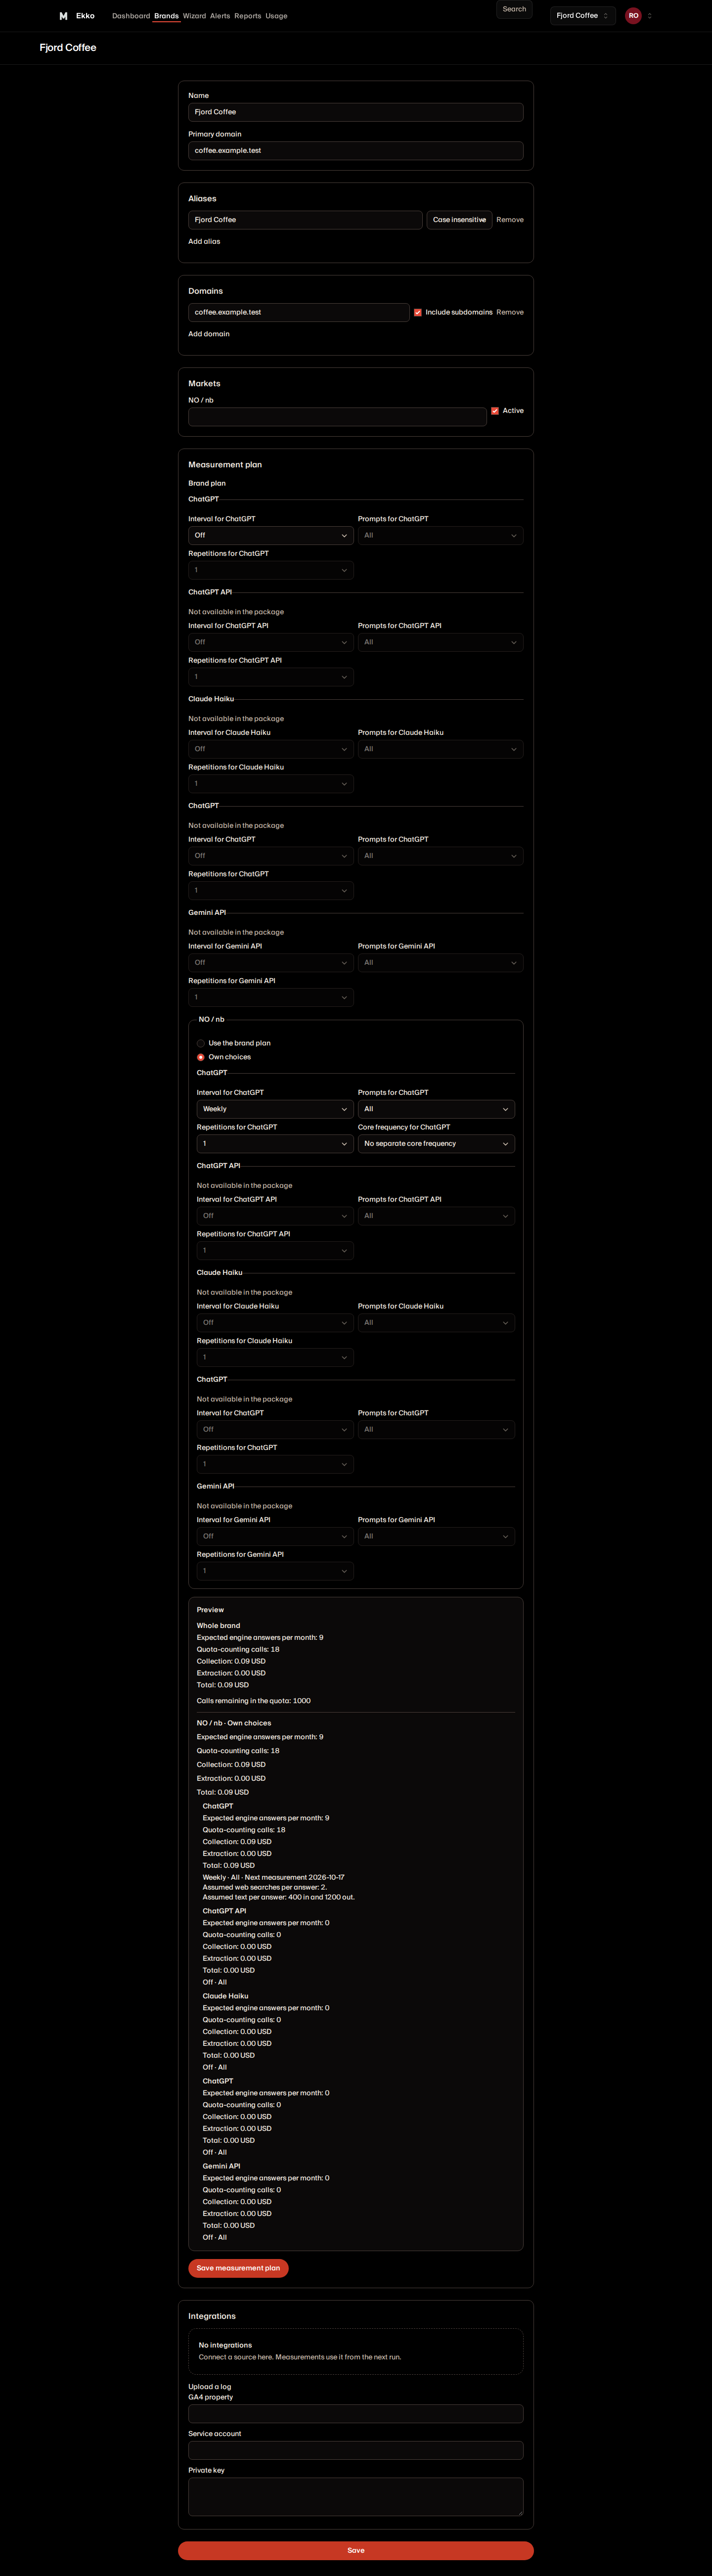 M Ekko Dashboard Brands Wizard Alerts Reports Usage Search Fjord Coffee RO
Fjord Coffee
Name
Fjord Coffee
Primary domain
coffee.example.test
Aliases
Fjord Coffee Case insensitive Remove
Add alias
Domains
coffee.example.test Include subdomains Remove
Add domain
Markets
NO / nb
Active
Measurement plan
Brand plan
ChatGPT
Interval for ChatGPT Prompts for ChatGPT
Off All
Repetitions for ChatGPT
1
ChatGPT API
Not available in the package
Interval for ChatGPT API Prompts for ChatGPT API
Off All
Repetitions for ChatGPT API
1
Claude Haiku
Not available in the package
Interval for Claude Haiku Prompts for Claude Haiku
Off All
Repetitions for Claude Haiku
1
ChatGPT
Not available in the package
Interval for ChatGPT Prompts for ChatGPT
Off All
Repetitions for ChatGPT
1
Gemini API
Not available in the package
Interval for Gemini API Prompts for Gemini API
Off All
Repetitions for Gemini API
1
NO / nb
Use the brand plan
Own choices
ChatGPT
Interval for ChatGPT Prompts for ChatGPT
Weekly All
Repetitions for ChatGPT Core frequency for ChatGPT
1 No separate core frequency
ChatGPT API
Not available in the package
Interval for ChatGPT API Prompts for ChatGPT API
Off All
Repetitions for ChatGPT API
1
Claude Haiku
Not available in the package
Interval for Claude Haiku Prompts for Claude Haiku
Off All
Repetitions for Claude Haiku
1
ChatGPT
Not available in the package
Interval for ChatGPT Prompts for ChatGPT
Off All
Repetitions for ChatGPT
1
Gemini API
Not available in the package
Interval for Gemini API Prompts for Gemini API
Off All
Repetitions for Gemini API
1
Preview
Whole brand
Expected engine answers per month: 9
Quota-counting calls: 18
Collection: 0.09 USD
Extraction: 0.00 USD
Total: 0.09 USD
Calls remaining in the quota: 1000
NO / nb · Own choices
Expected engine answers per month: 9
Quota-counting calls: 18
Collection: 0.09 USD
Extraction: 0.00 USD
Total: 0.09 USD
ChatGPT
Expected engine answers per month: 9
Quota-counting calls: 18
Collection: 0.09 USD
Extraction: 0.00 USD
Total: 0.09 USD
Weekly · All · Next measurement 2026-10-17
Assumed web searches per answer: 2.
Assumed text per answer: 400 in and 1200 out.
ChatGPT API
Expected engine answers per month: 0
Quota-counting calls: 0
Collection: 0.00 USD
Extraction: 0.00 USD
Total: 0.00 USD
Off · All
Claude Haiku
Expected engine answers per month: 0
Quota-counting calls: 0
Collection: 0.00 USD
Extraction: 0.00 USD
Total: 0.00 USD
Off · All
ChatGPT
Expected engine answers per month: 0
Quota-counting calls: 0
Collection: 0.00 USD
Extraction: 0.00 USD
Total: 0.00 USD
Off · All
Gemini API
Expected engine answers per month: 0
Quota-counting calls: 0
Collection: 0.00 USD
Extraction: 0.00 USD
Total: 0.00 USD
Off · All
Save measurement plan
Integrations
No integrations
Connect a source here. Measurements use it from the next run.
Upload a log
GA4 property
Service account
Private key
Save